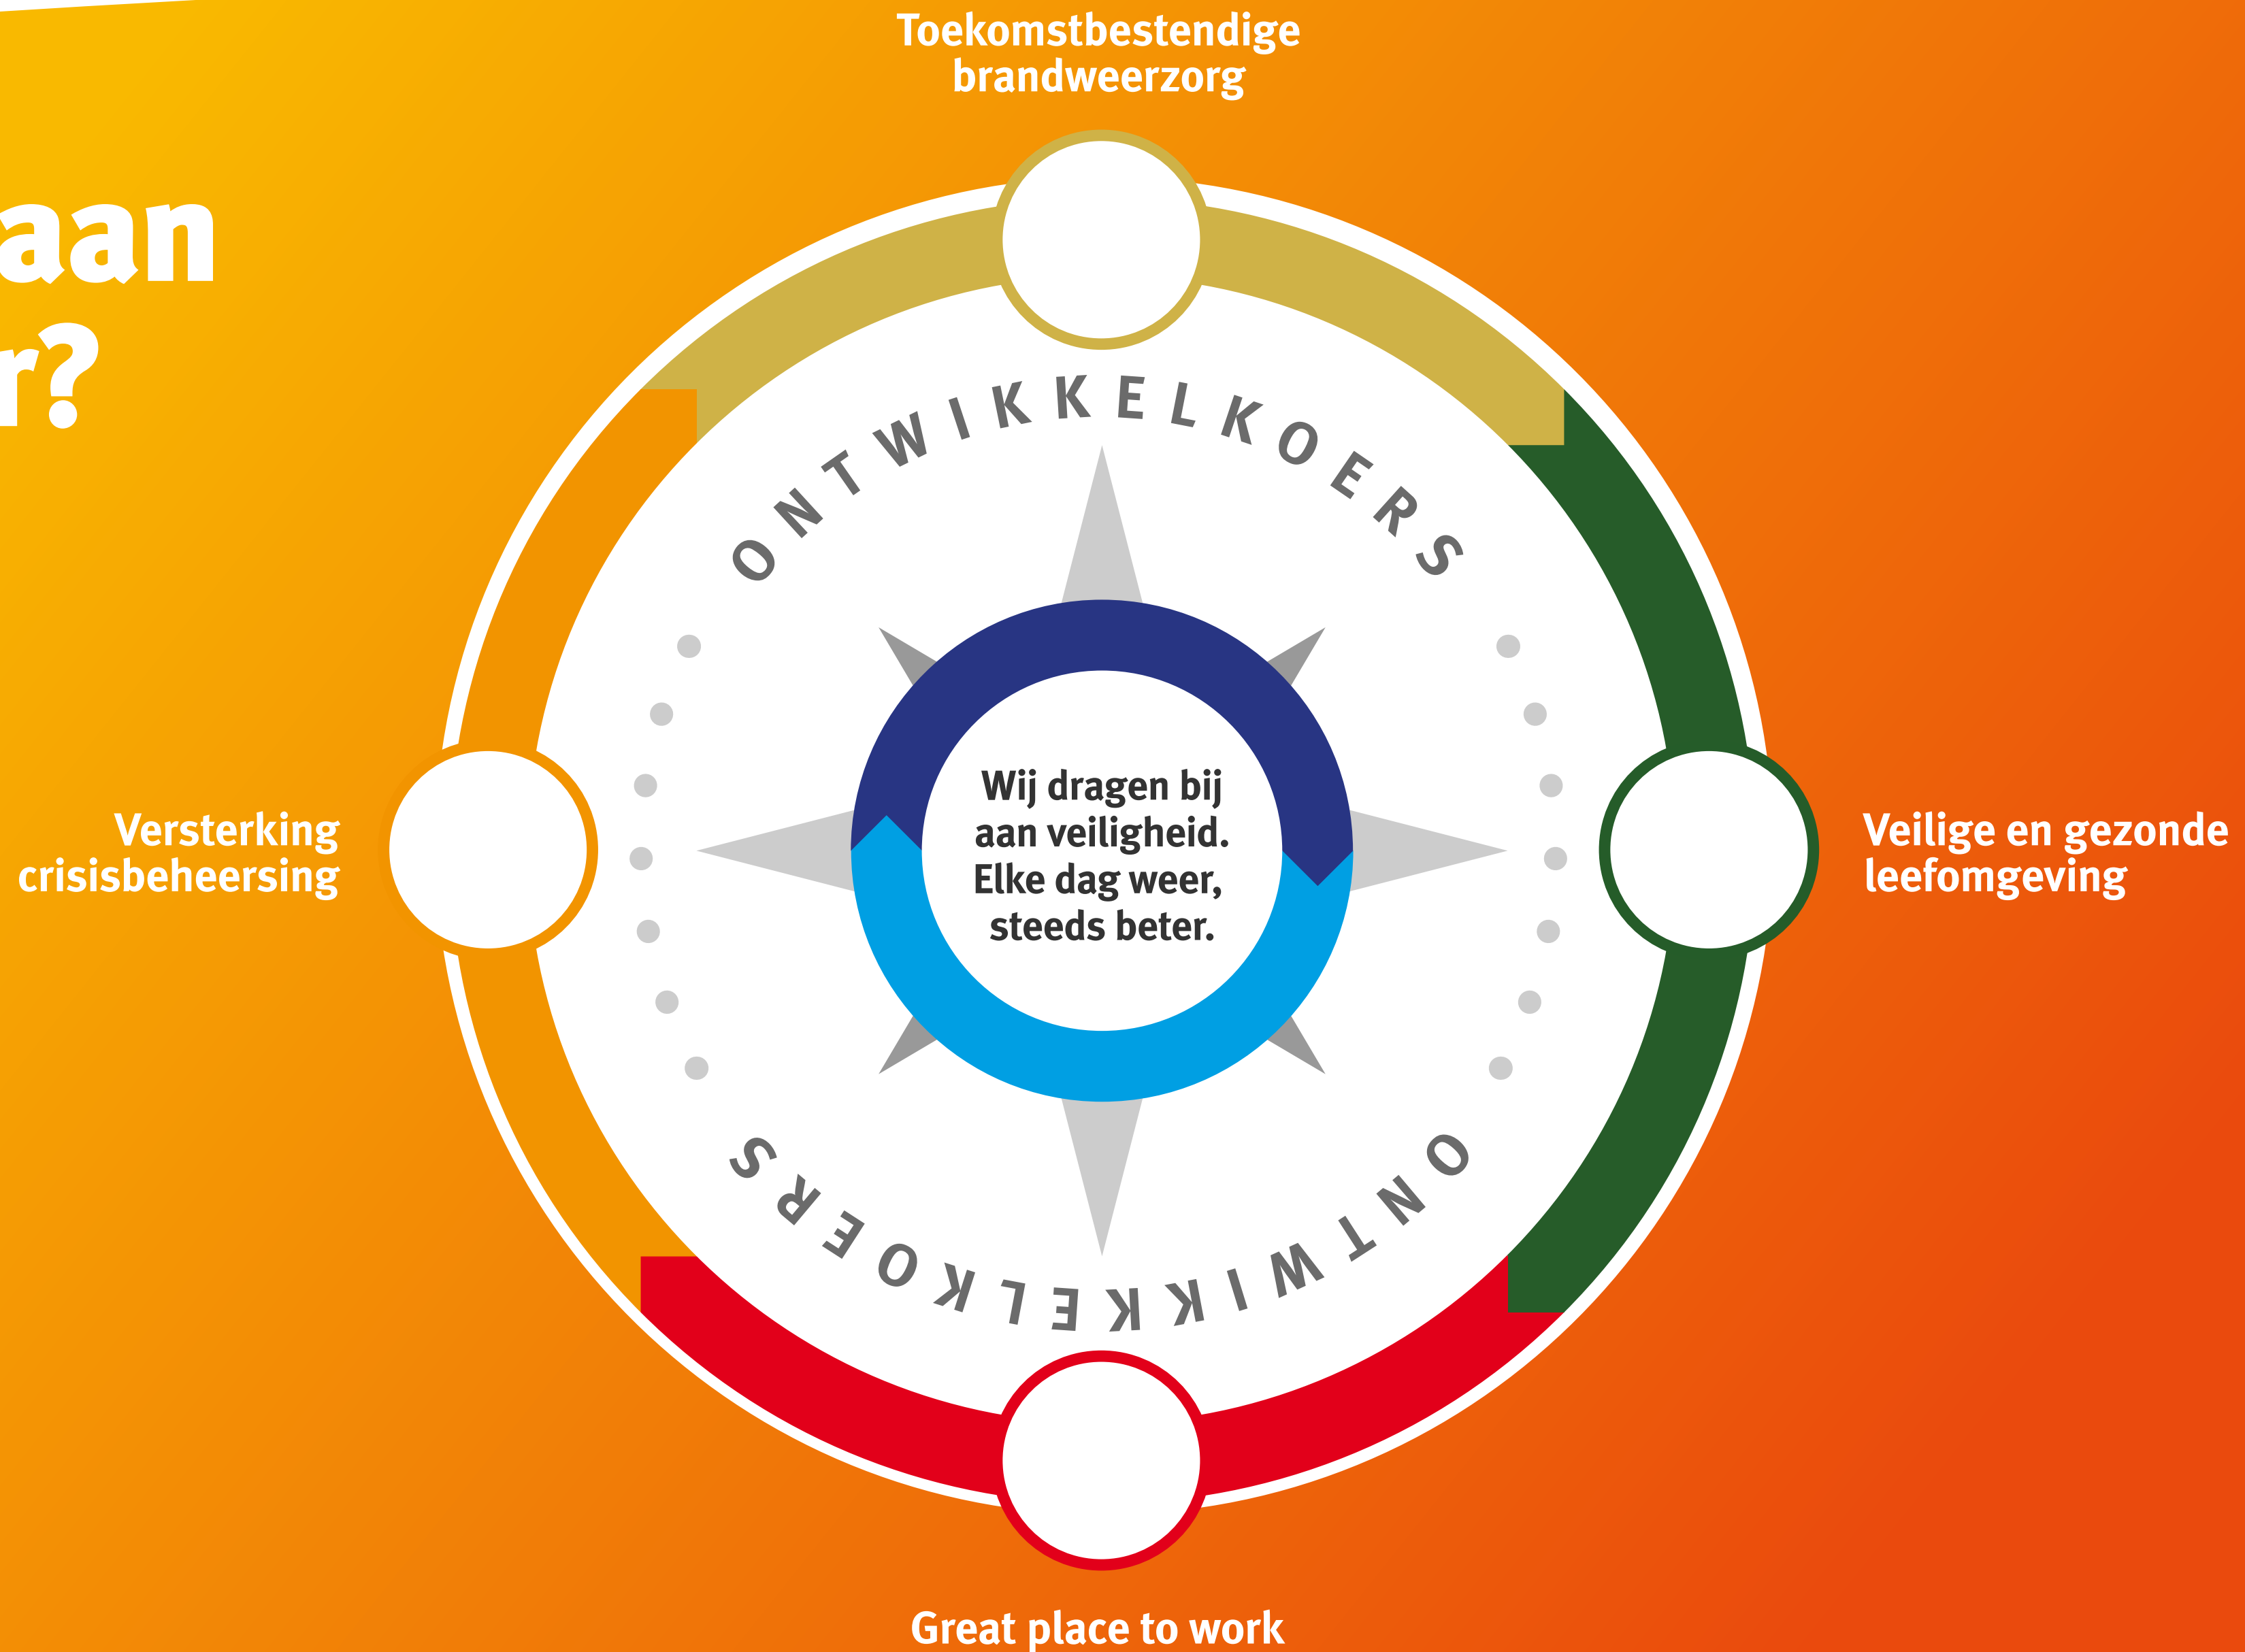 Toekomstbestendige
brandweerzorg
aan
r?
ONTWIKKELKOERS
Wij dragen bij
aan veiligheid.
Elke dag weer,
steeds beter.
Versterking
crisisbeheersing
Veilige en gezonde
leefomgeving
ONTWIKKELKOERS
Great place to work